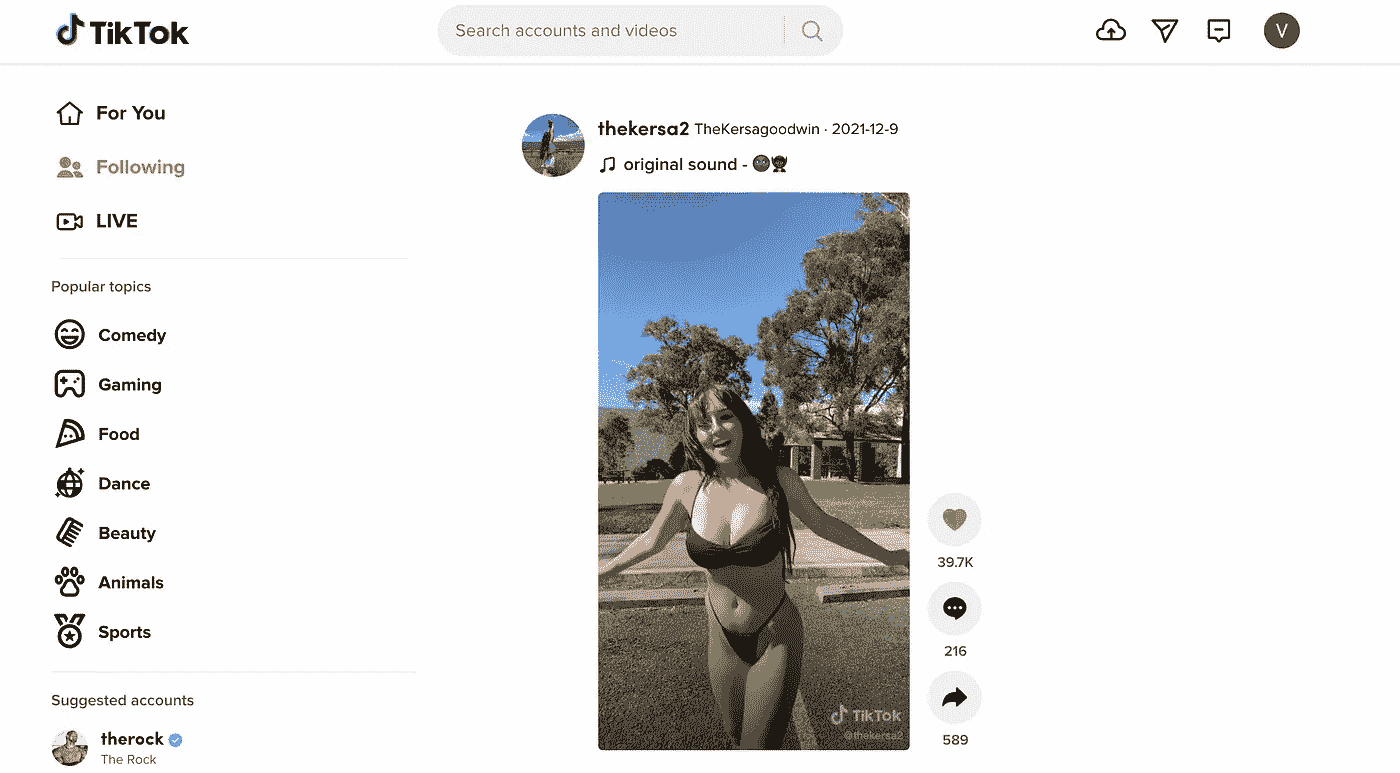 TikTok
Search accounts and videos
V
For You
Following
LIVE
Popular topics
Comedy
Gaming
Food
Dance
Beauty
Animals
Sports
Suggested accounts
therock
The Rock
thekersa2 TheKersagoodwin · 2021-12-9
original sound - 🌚🧝🏿
39.7K
216
589
TikTok
@thekersa2